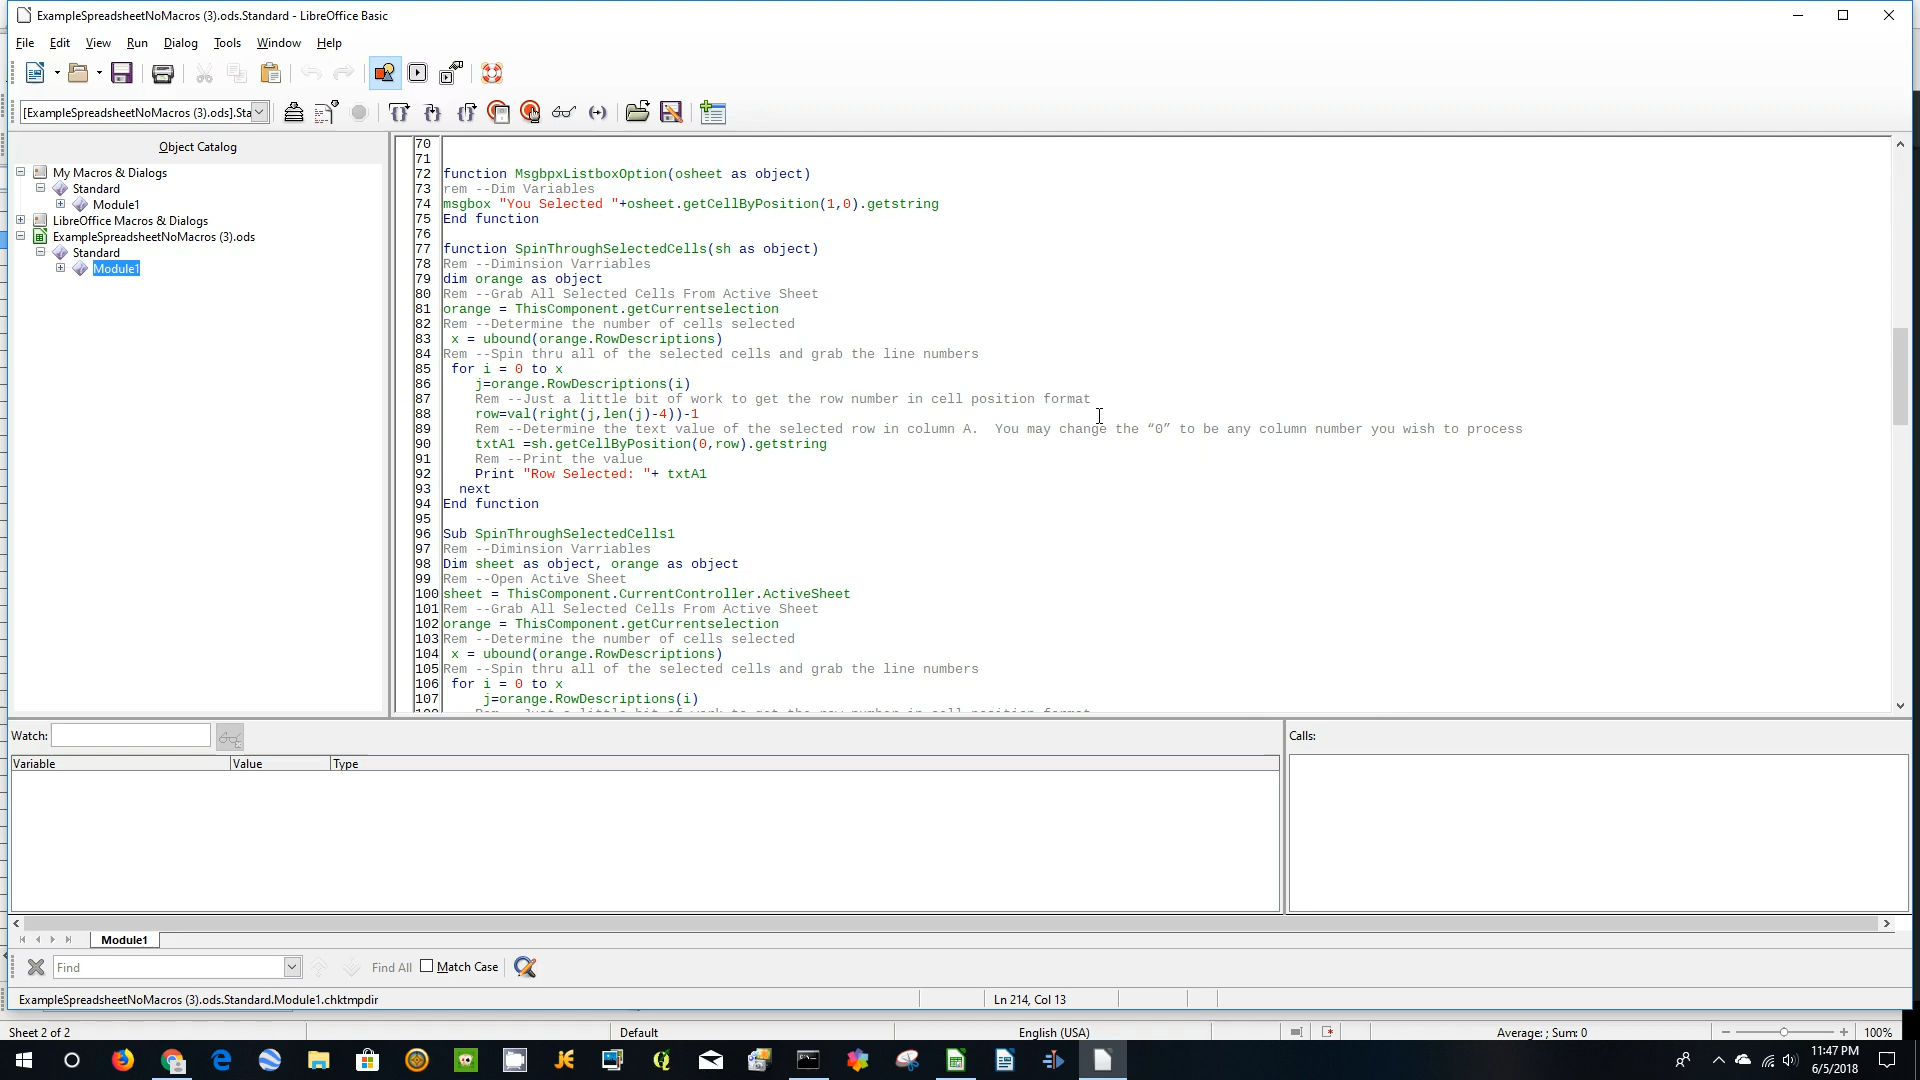 ExampleSpreadsheetNoMacros (3).ods.Standard - LibreOffice Basic
File Edit View Run Dialog Tools Window Help
[ExampleSpreadsheetNoMacros (3).ods].Sta
Object Catalog
My Macros & Dialogs
Standard
Module1
LibreOffice Macros & Dialogs
ExampleSpreadsheetNoMacros (3).ods
Standard
Module1
70
71
72 function MsgbpxListboxOption(osheet as object)
73 rem --Dim Variables
74 msgbox "You Selected "+osheet.getCellByPosition(1,0).getstring
75 End function
76
77 function SpinThroughSelectedCells(sh as object)
78 Rem --Diminsion Varriables
79 dim orange as object
80 Rem --Grab All Selected Cells From Active Sheet
81 orange = ThisComponent.getCurrentselection
82 Rem --Determine the number of cells selected
83 x = ubound(orange.RowDescriptions)
84 Rem --Spin thru all of the selected cells and grab the line numbers
85 for i = 0 to x
86 j=orange.RowDescriptions(i)
87 Rem --Just a little bit of work to get the row number in cell position format
88 row=val(right(j,len(j)-4))-1
89 Rem --Determine the text value of the selected row in column A.  You may change the “0” to be any column number you wish to process
90 txtA1 =sh.getCellByPosition(0,row).getstring
91 Rem --Print the value
92 Print "Row Selected: "+ txtA1
93 next
94 End function
95
96 Sub SpinThroughSelectedCells1
97 Rem --Diminsion Varriables
98 Dim sheet as object, orange as object
99 Rem --Open Active Sheet
100 sheet = ThisComponent.CurrentController.ActiveSheet
101 Rem --Grab All Selected Cells From Active Sheet
102 orange = ThisComponent.getCurrentselection
103 Rem --Determine the number of cells selected
104 x = ubound(orange.RowDescriptions)
105 Rem --Spin thru all of the selected cells and grab the line numbers
106 for i = 0 to x
107 j=orange.RowDescriptions(i)
Watch:
Calls:
Variable Value Type
Module1
Find Find All Match Case
ExampleSpreadsheetNoMacros (3).ods.Standard.Module1.chktmpdir Ln 214, Col 13
Sheet 2 of 2 Default English (USA) Average: ; Sum: 0 100%
11:47 PM
6/5/2018